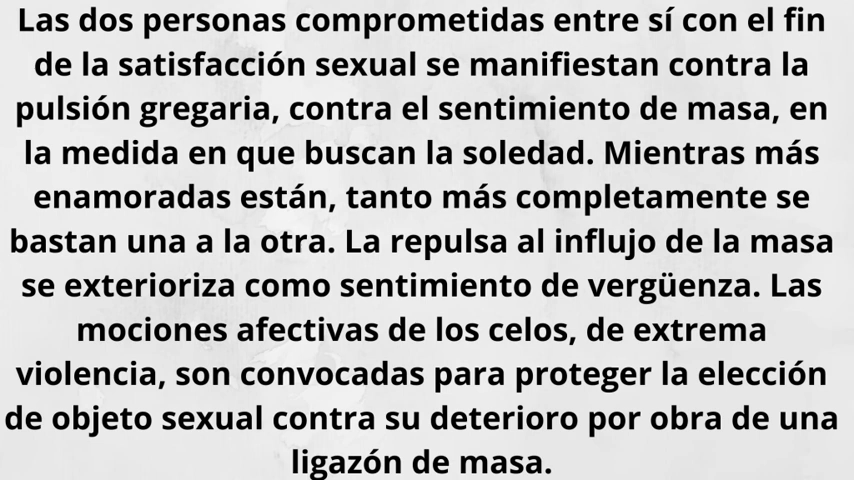 Las dos personas comprometidas entre sí con el fin
de la satisfacción sexual se manifiestan contra la
pulsión gregaria, contra el sentimiento de masa, en
la medida en que buscan la soledad. Mientras más
enamoradas están, tanto más completamente se
bastan una a la otra. La repulsa al influjo de la masa
se exterioriza como sentimiento de vergüenza. Las
mociones afectivas de los celos, de extrema
violencia, son convocadas para proteger la elección
de objeto sexual contra su deterioro por obra de una
ligazón de masa.